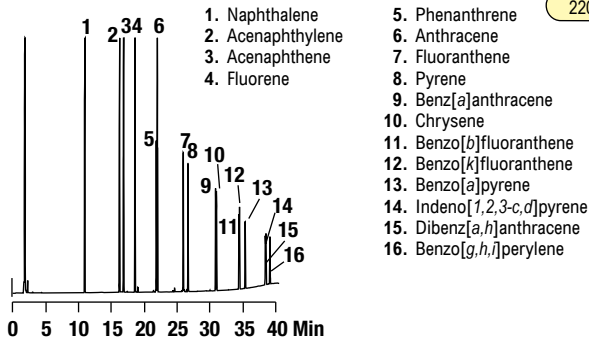 1. Naphthalene
2. Acenaphthylene
3. Acenaphthene
4. Fluorene
5. Phenanthrene
6. Anthracene
7. Fluoranthene
8. Pyrene
9. Benz[a]anthracene
10. Chrysene
11. Benzo[b]fluoranthene
12. Benzo[k]fluoranthene
13. Benzo[a]pyrene
14. Indeno[1,2,3-c,d]pyrene
15. Dibenz[a,h]anthracene
16. Benzo[g,h,i]perylene
220
1
2
3
4
6
5
7
8
9
10
11
12
13
14
15
16
0 5 10 15 20 25 30 35 40 Min